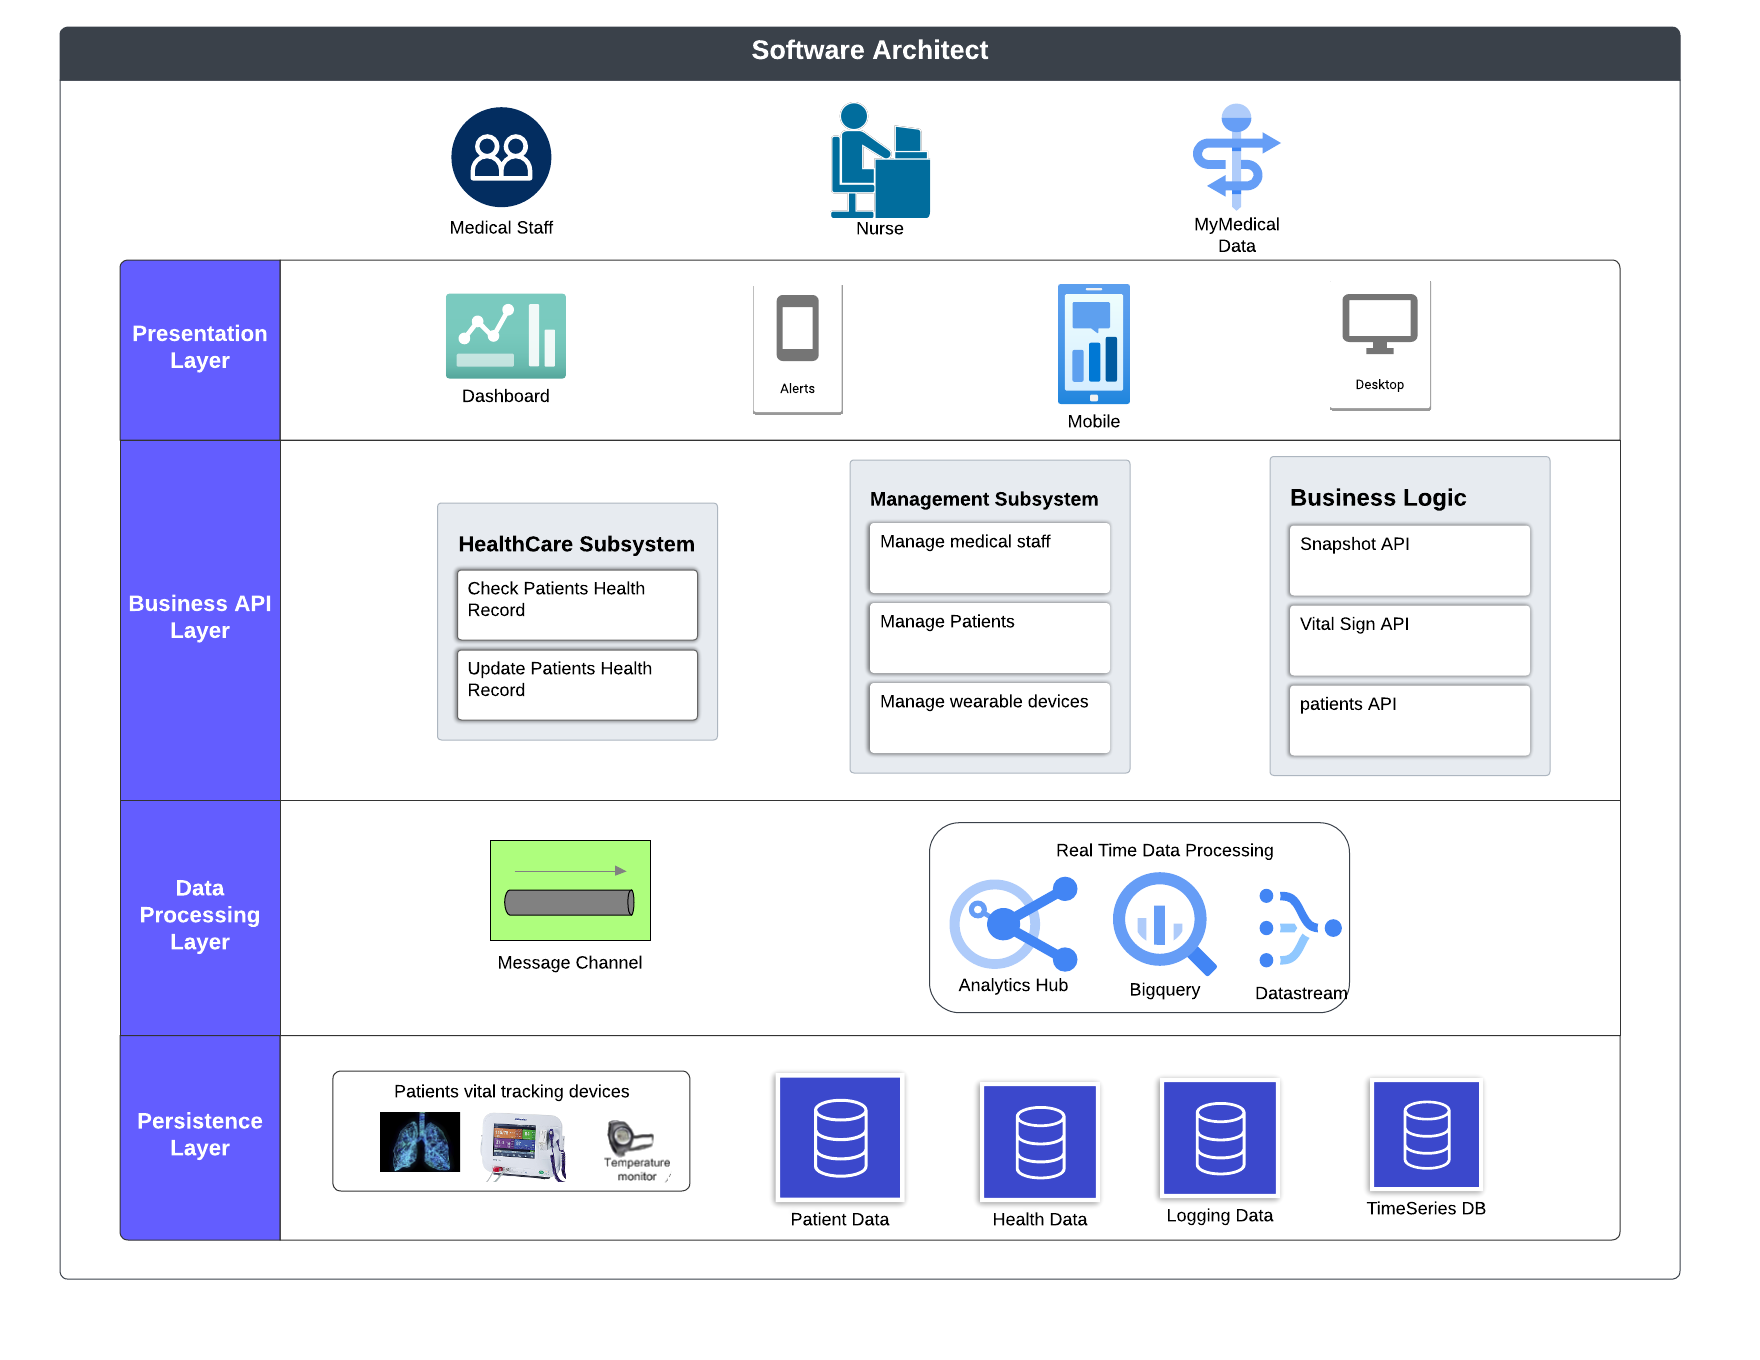 Software Architect
Medical Staff
Nurse
MyMedical
Data
Presentation
Layer
Dashboard
Alerts
Mobile
Desktop
Business API
Layer
HealthCare Subsystem
Check Patients Health
Record
Update Patients Health
Record
Management Subsystem
Manage medical staff
Manage Patients
Manage wearable devices
Business Logic
Snapshot API
Vital Sign API
patients API
Data
Processing
Layer
Message Channel
Real Time Data Processing
Analytics Hub
Bigquery
Datastream
Persistence
Layer
Patients vital tracking devices
Temperature
monitor
Patient Data
Health Data
Logging Data
TimeSeries DB